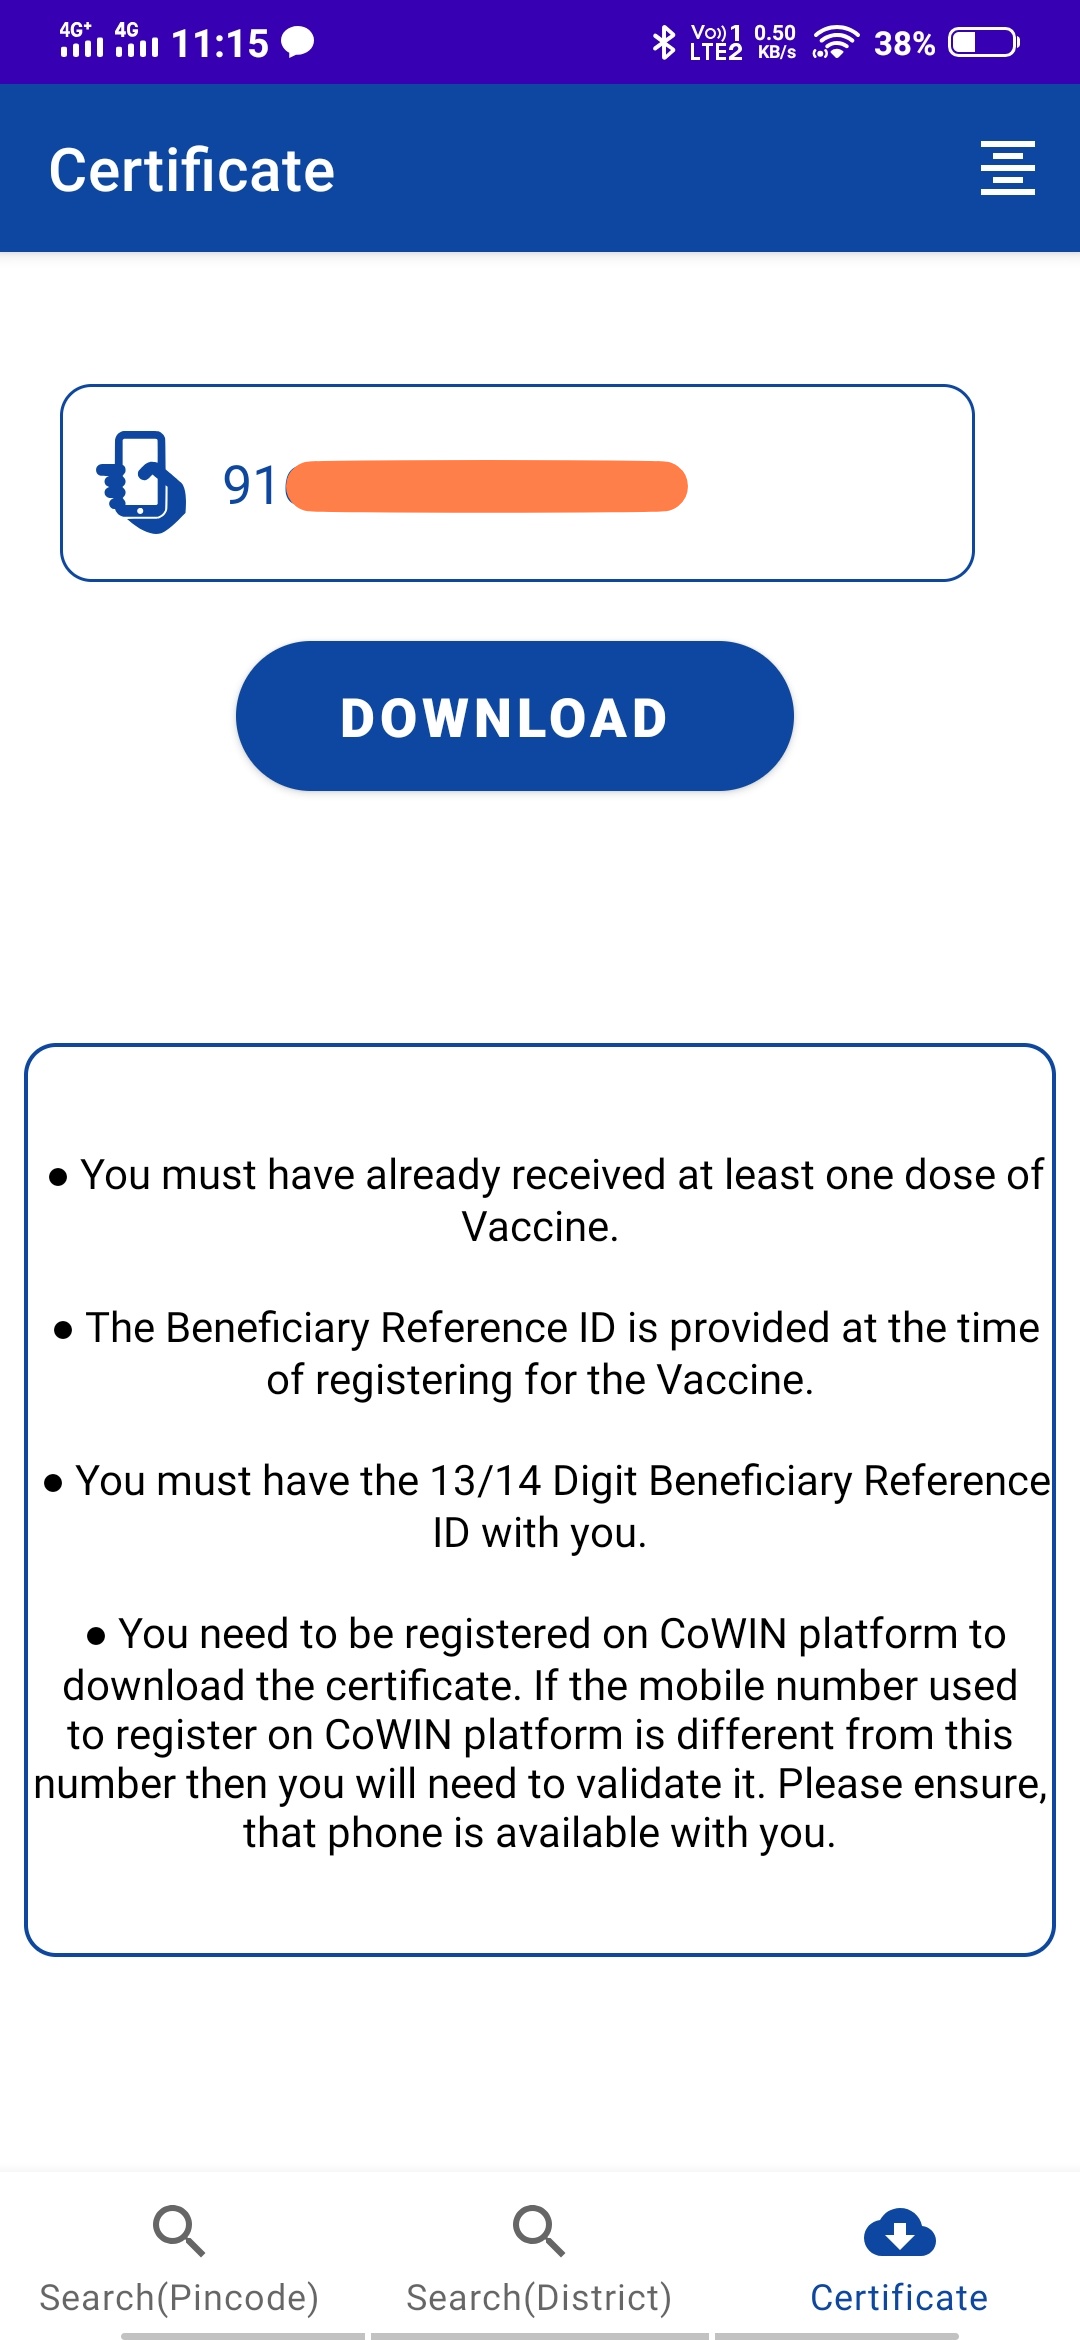 4G+ 4G 11:15 Vo))1 LTE2 0.50 KB/s 38%
Certificate
91
DOWNLOAD
● You must have already received at least one dose of
Vaccine.
● The Beneficiary Reference ID is provided at the time
of registering for the Vaccine.
● You must have the 13/14 Digit Beneficiary Reference
ID with you.
● You need to be registered on CoWIN platform to
download the certificate. If the mobile number used
to register on CoWIN platform is different from this
number then you will need to validate it. Please ensure,
that phone is available with you.
Search(Pincode) Search(District) Certificate